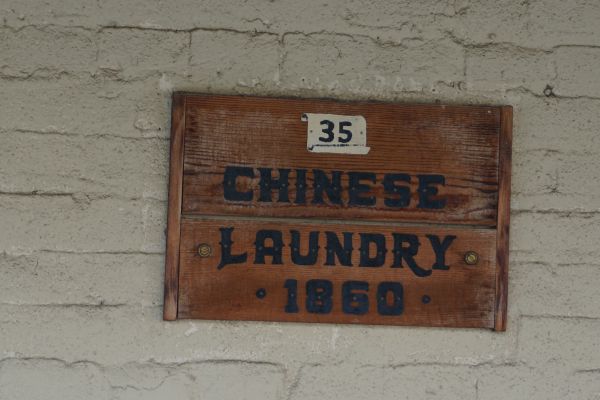 35
CHINESE
LAUNDRY
• 1860 •